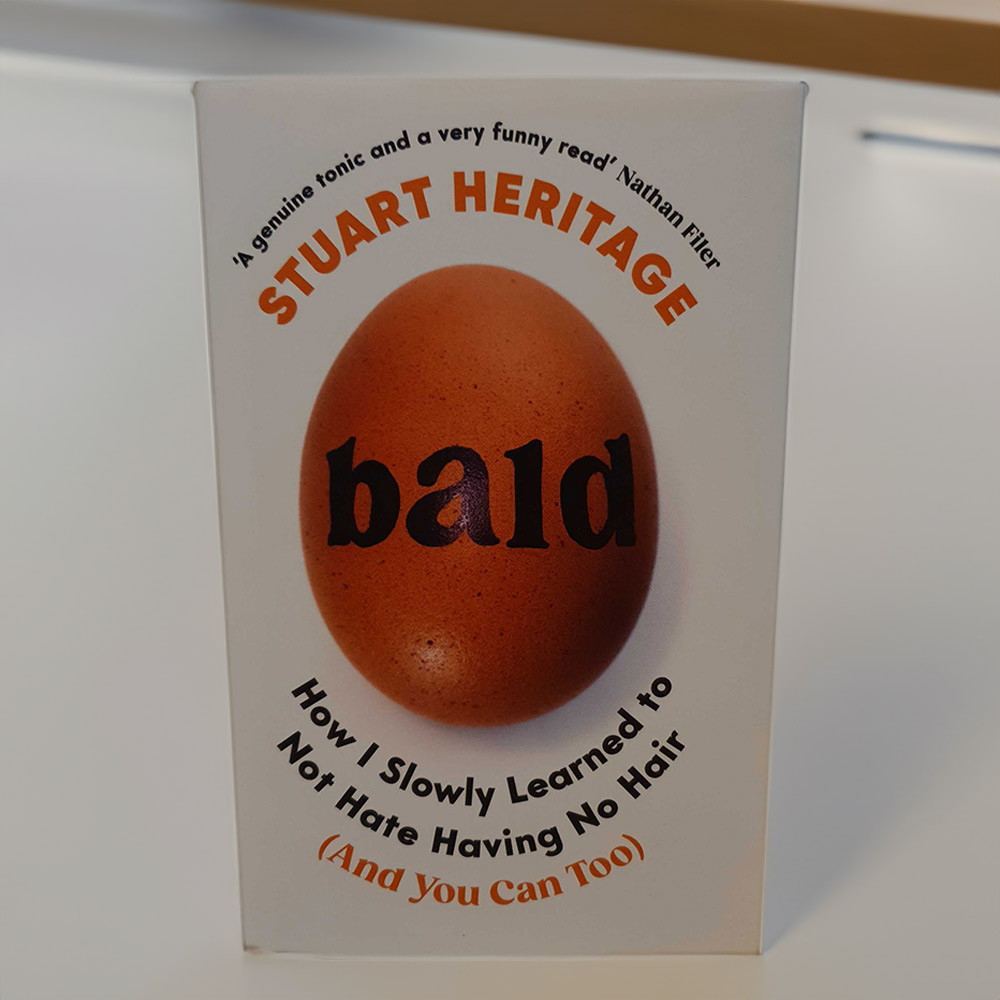 'A genuine tonic and a very funny read' Nathan Filer
STUART HERITAGE
bald
How I Slowly Learned to
Not Hate Having No Hair
(And You Can Too)